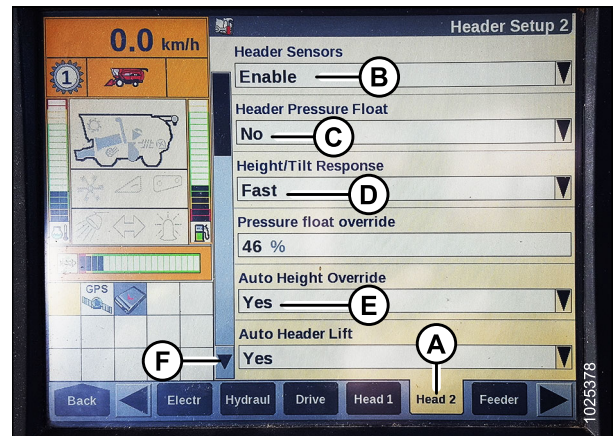 0.0 km/h
Header Setup 2
1
Header Sensors
Enable
B
Header Pressure Float
No
C
Height/Tilt Response
Fast
D
Pressure float override
46 %
GPS
Auto Height Override
Yes
E
Auto Header Lift
Yes
F
A
Back
Electr
Hydraul
Drive
Head 1
Head 2
Feeder
1025378